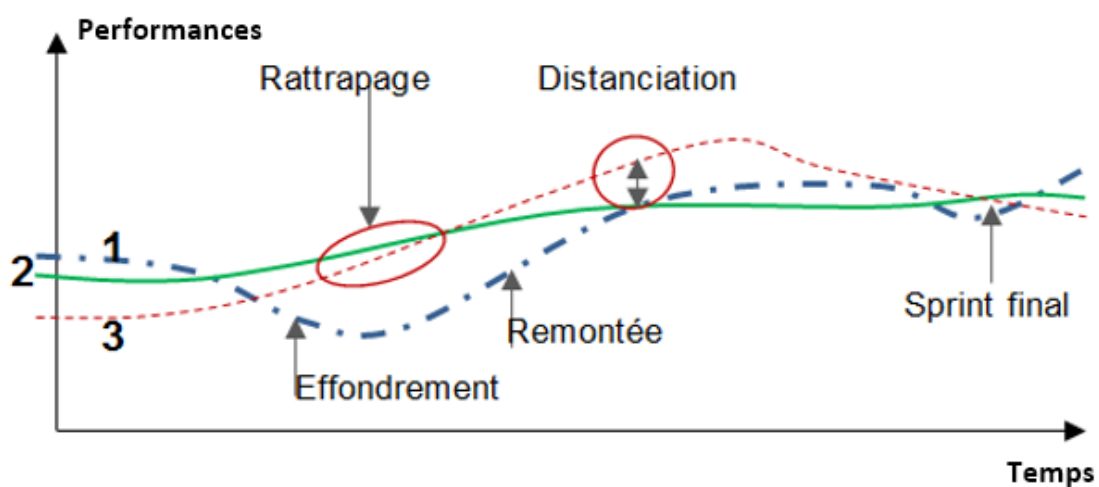 Performances
Rattrapage
Distanciation
1
2
3
Sprint final
Remontée
Effondrement
Temps